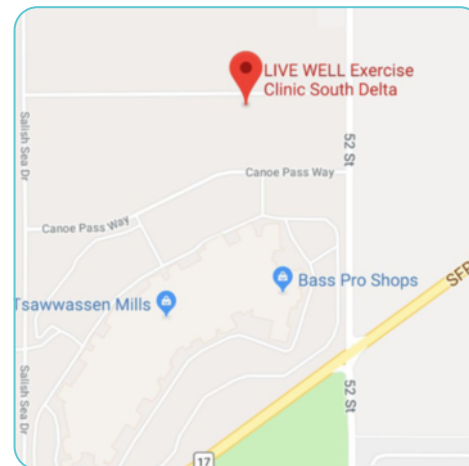 LIVE WELL Exercise
Clinic South Delta
Salish Sea Dr
52 St
Canoe Pass Way
Canoe Pass Way
Bass Pro Shops
Tsawwassen Mills
SFP
Salish Sea Dr
52 St
17